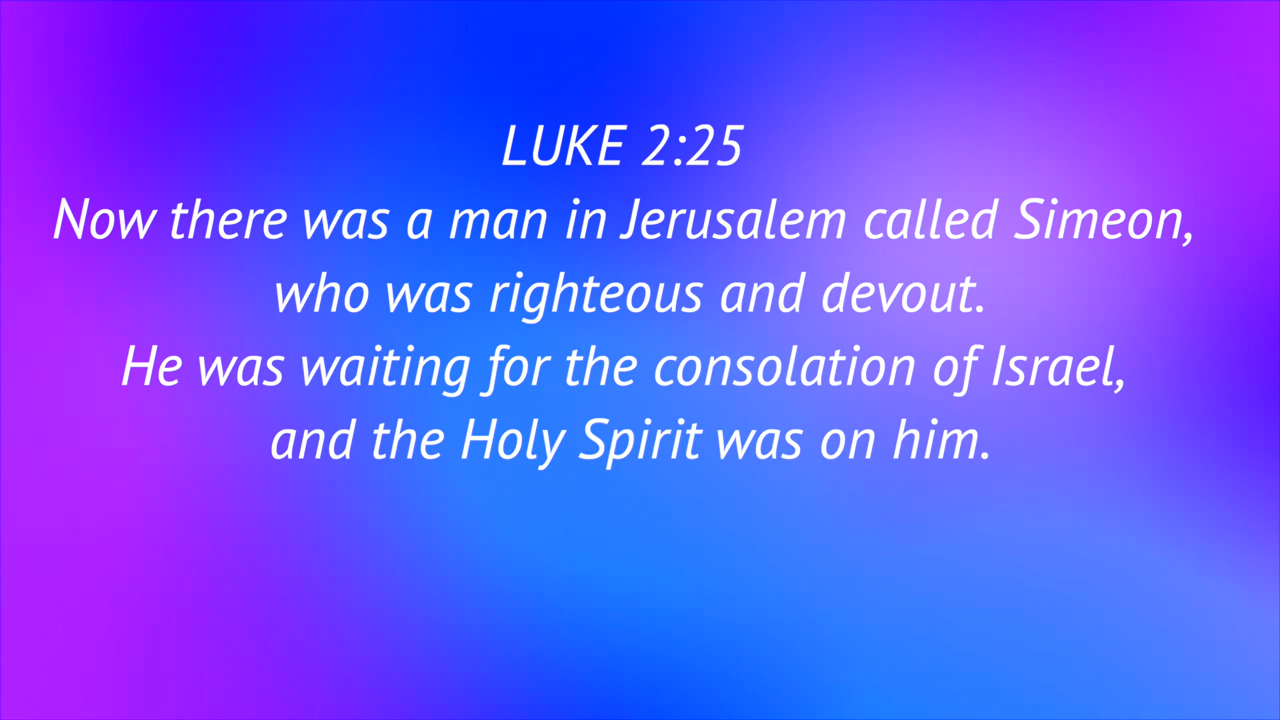 LUKE 2:25
Now there was a man in Jerusalem called Simeon,
who was righteous and devout.
He was waiting for the consolation of Israel,
and the Holy Spirit was on him.